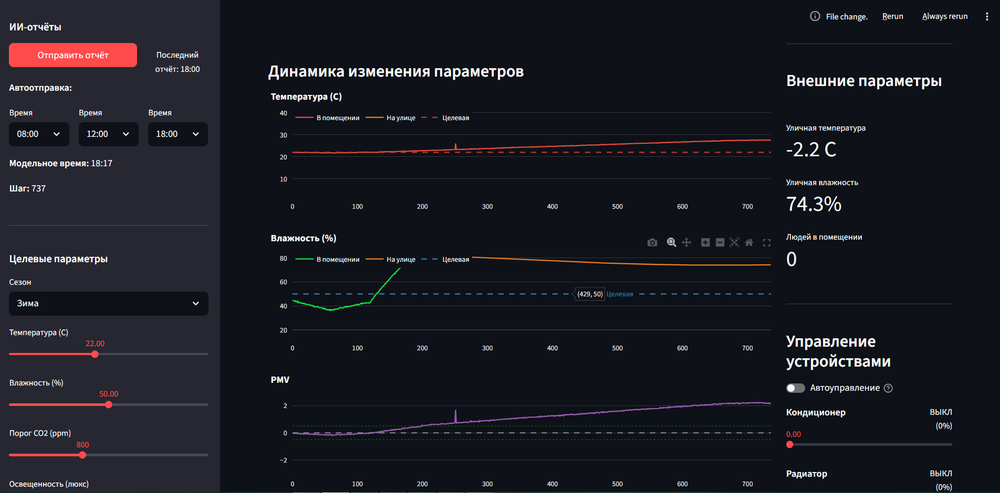 ИИ-отчёты
Отправить отчёт
Последний
отчёт: 18:00
Автоотправка:
Время Время Время
08:00 12:00 18:00
Модельное время: 18:17
Шаг: 737
Целевые параметры
Сезон
Зима
Температура (C)
22.00
Влажность (%)
50.00
Порог CO2 (ppm)
800
Освещенность (люкс)
File change. Rerun Always rerun
Динамика изменения параметров
Температура (C)
В помещении На улице Целевая
40
30
20
10
0 100 200 300 400 500 600 700
Влажность (%)
В помещении На улице Целевая
80
60
(429, 50) Целевая
40
20
0 100 200 300 400 500 600 700
PMV
2
0
−2
0 100 200 300 400 500 600 700
Внешние параметры
Уличная температура
-2.2 C
Уличная влажность
74.3%
Людей в помещении
0
Управление
устройствами
Автоуправление
Кондиционер ВЫКЛ
(0%)
0.00
Радиатор ВЫКЛ
(0%)